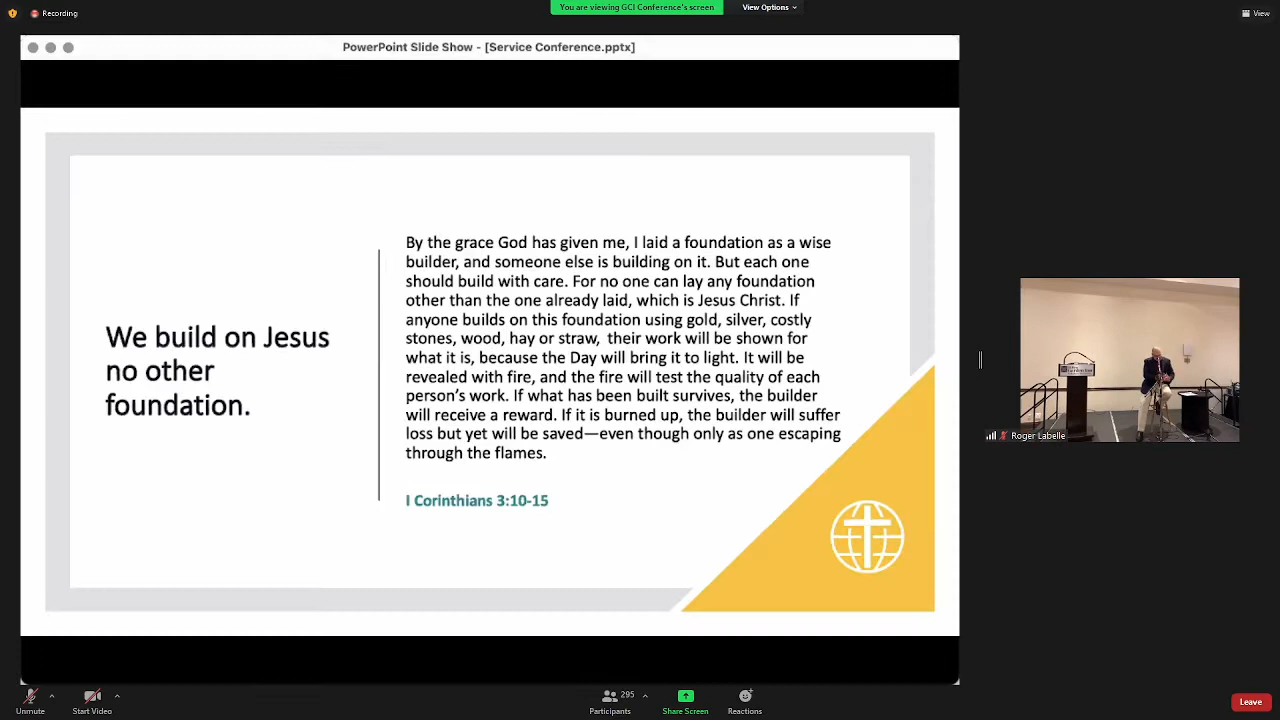 Recording
You are viewing GCI Conference's screen
View Options
View
PowerPoint Slide Show - [Service Conference.pptx]
We build on Jesus
no other
foundation.
By the grace God has given me, I laid a foundation as a wise
builder, and someone else is building on it. But each one
should build with care. For no one can lay any foundation
other than the one already laid, which is Jesus Christ. If
anyone builds on this foundation using gold, silver, costly
stones, wood, hay or straw,  their work will be shown for
what it is, because the Day will bring it to light. It will be
revealed with fire, and the fire will test the quality of each
person's work. If what has been built survives, the builder
will receive a reward. If it is burned up, the builder will suffer
loss but yet will be saved—even though only as one escaping
through the flames.
I Corinthians 3:10-15
Roger Labelle
Unmute
Start Video
295
Participants
Share Screen
Reactions
Leave